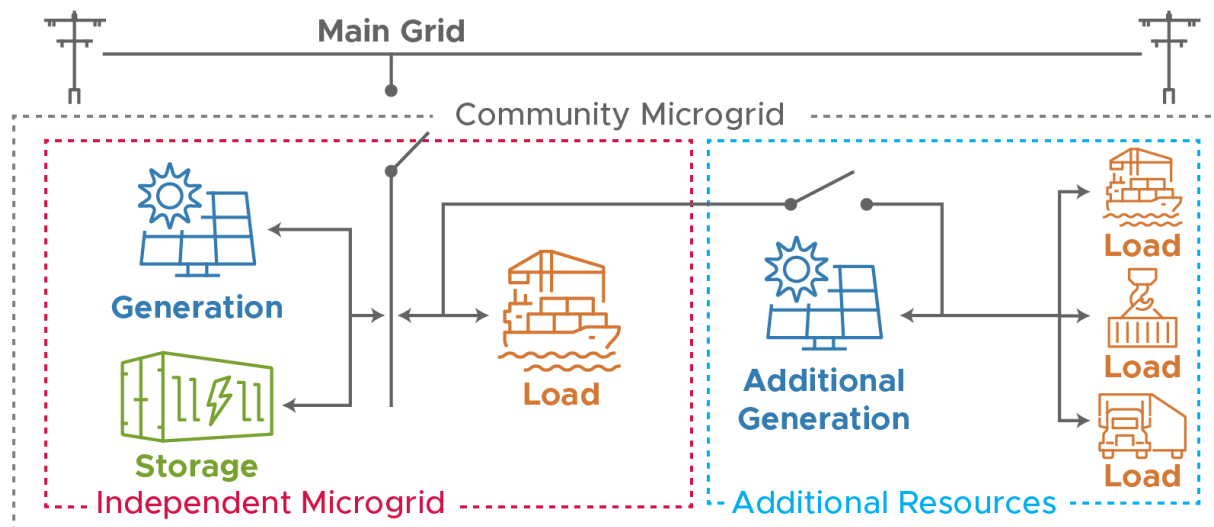 Main Grid
Community Microgrid
Generation
Storage
Load
Independent Microgrid
Additional
Generation
Load
Load
Load
Additional Resources